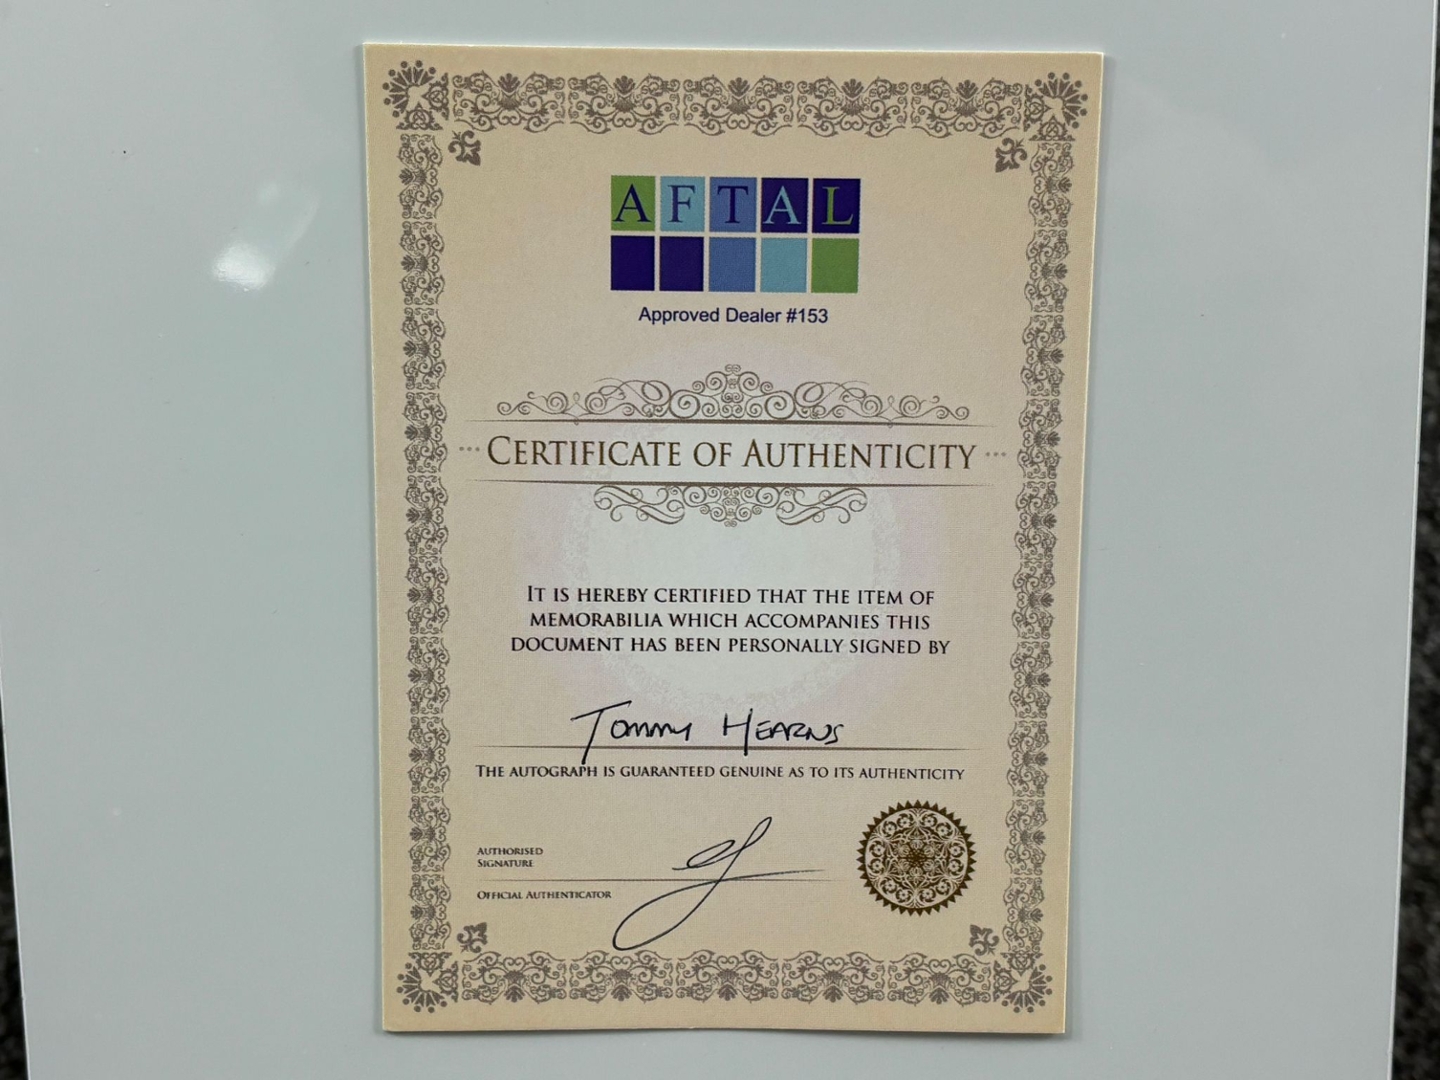 AFTAL
Approved Dealer #153
CERTIFICATE OF AUTHENTICITY
IT IS HEREBY CERTIFIED THAT THE ITEM OF
MEMORABILIA WHICH ACCOMPANIES THIS
DOCUMENT HAS BEEN PERSONALLY SIGNED BY
TOMMY HEARNS
THE AUTOGRAPH IS GUARANTEED GENUINE AS TO ITS AUTHENTICITY
AUTHORISED
SIGNATURE
OFFICIAL AUTHENTICATOR